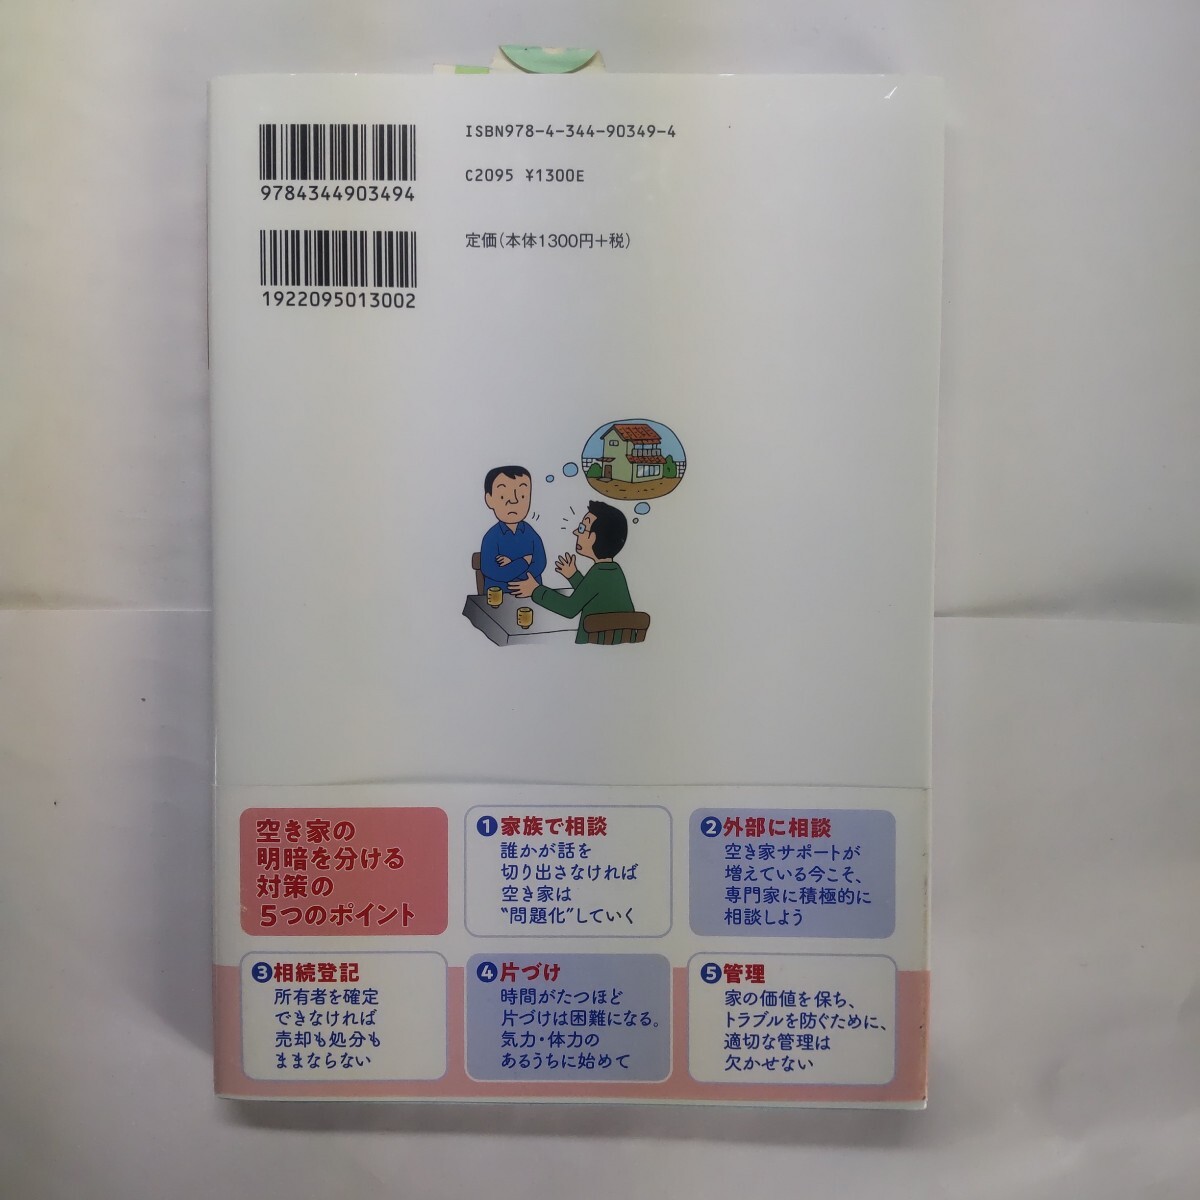 ISBN978-4-344-90349-4
9784344903494
C2095 ¥1300E
定価(本体1300円+税)
1922095013002
空き家の
明暗を分ける
対策の
5つのポイント
❶家族で相談
誰かが話を
切り出さなければ
空き家は
“問題化”していく
❷外部に相談
空き家サポートが
増えている今こそ、
専門家に積極的に
相談しよう
❸相続登記
所有者を確定
できなければ
売却も処分も
ままならない
❹片づけ
時間がたつほど
片づけは困難になる。
気力・体力の
あるうちに始めて
❺管理
家の価値を保ち、
トラブルを防ぐために、
適切な管理は
欠かせない